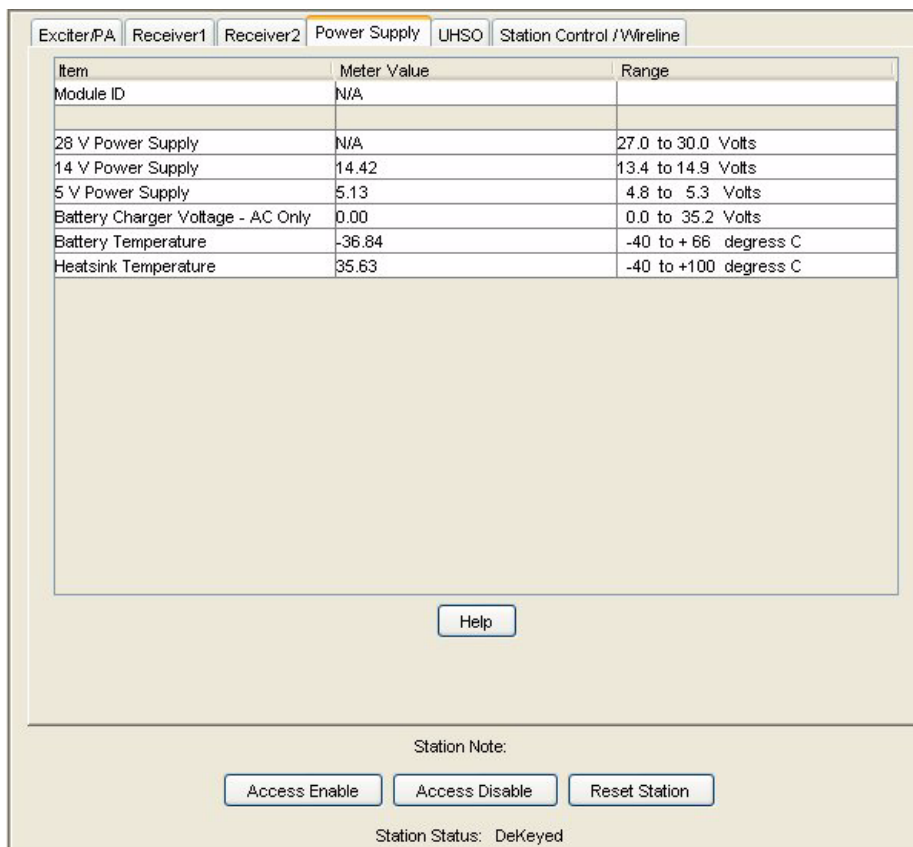 Exciter/PA Receiver1 Receiver2 Power Supply UHSO Station Control / Wireline
Item Meter Value Range
Module ID N/A
28 V Power Supply N/A 27.0 to 30.0 Volts
14 V Power Supply 14.42 13.4 to 14.9 Volts
5 V Power Supply 5.13 4.8 to 5.3 Volts
Battery Charger Voltage - AC Only 0.00 0.0 to 35.2 Volts
Battery Temperature -36.84 -40 to + 66 degress C
Heatsink Temperature 35.63 -40 to +100 degress C
Help
Station Note:
Access Enable Access Disable Reset Station
Station Status: DeKeyed